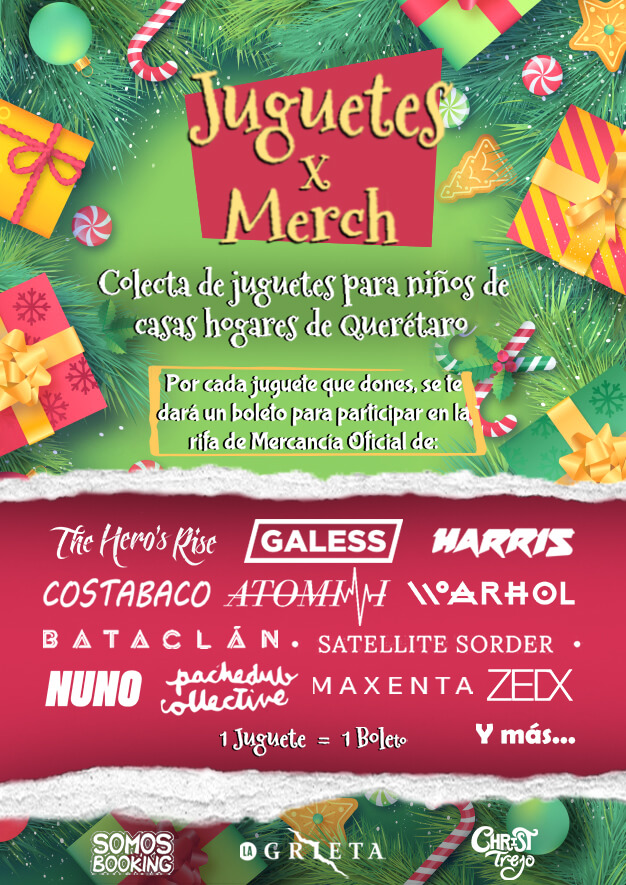 Juguetes
x
Merch
Colecta de juguetes para niños de
casas hogares de Querétaro
Por cada juguete que dones, se te
dará un boleto para participar en la
rifa de Mercancía Oficial de:
The Hero's Rise GALESS HARRIS
COSTABACO ATOMIC WARHOL
BATACLÁN. SATELLITE SORDER •
NUNO pachedub collective MAXENTA ZEIX
1 Juguete = 1 Boleto
Y más...
SOMOS BOOKING LA GRIETA CHRIST Trejo